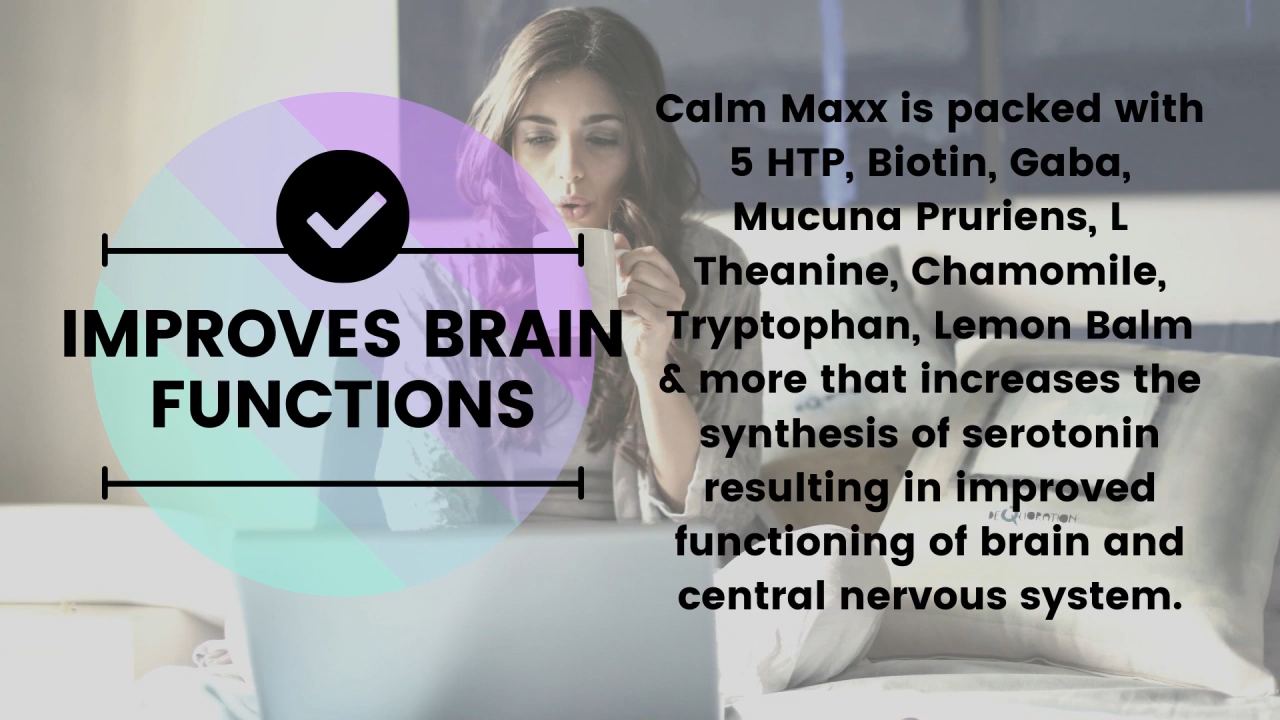 IMPROVES BRAIN
FUNCTIONS
Calm Maxx is packed with
5 HTP, Biotin, Gaba,
Mucuna Pruriens, L
Theanine, Chamomile,
Tryptophan, Lemon Balm
& more that increases the
synthesis of serotonin
resulting in improved
functioning of brain and
central nervous system.